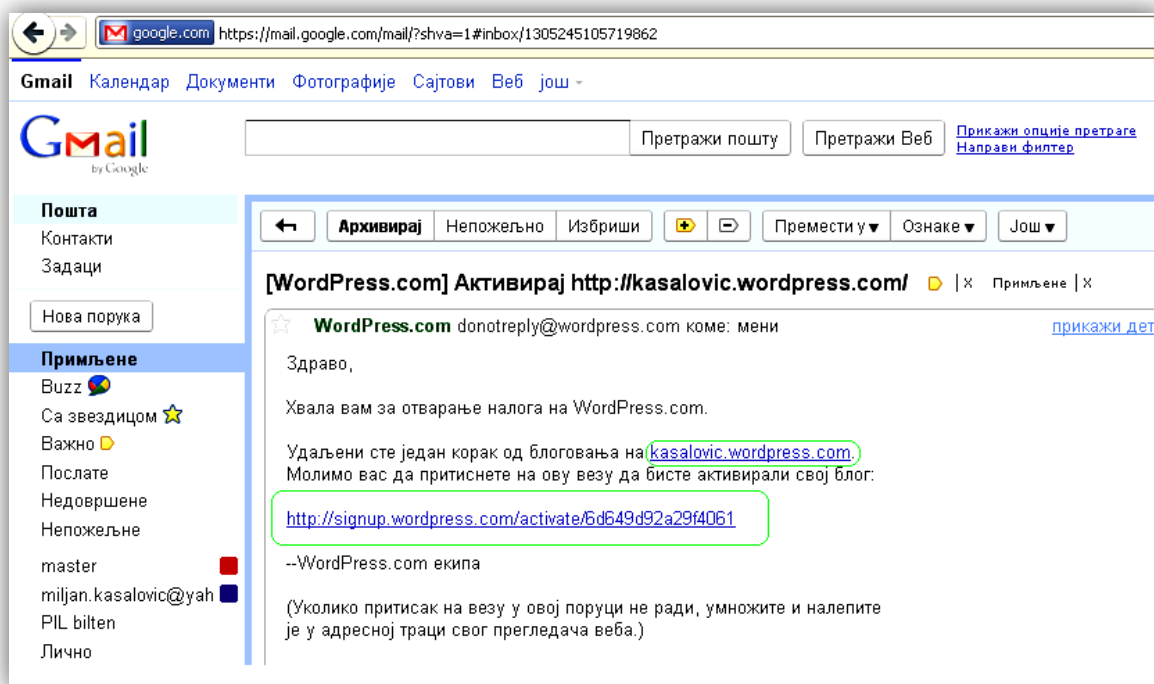 google.com https://mail.google.com/mail/?shva=1#inbox/1305245105719862
Gmail Календар Документи Фотографије Сајтови Веб још
Gmail
by Google
Претражи пошту Претражи Веб Прикажи опције претраге
Направи филтер
Пошта
Контакти
Задаци
Нова порука
Примљене
Buzz
Са звездицом
Важно
Послате
Недовршене
Непожељне
master
miljan.kasalovic@yah
PIL bilten
Лично
Архивирај Непожељно Избриши Премести у Ознаке Још
[WordPress.com] Активирај http://kasalovic.wordpress.com/ | X Примљене | X
WordPress.com donotreply@wordpress.com коме: мени прикажи дет
Здраво,
Хвала вам за отварање налога на WordPress.com.
Удаљени сте један корак од блоговања на kasalovic.wordpress.com.
Молимо вас да притиснете на ову везу да бисте активирали свој блог:
http://signup.wordpress.com/activate/6d649d92a29f4061
--WordPress.com екипа
(Уколико притисак на везу у овој поруци не ради, умножите и налепите
је у адресној траци свог прегледача веба.)